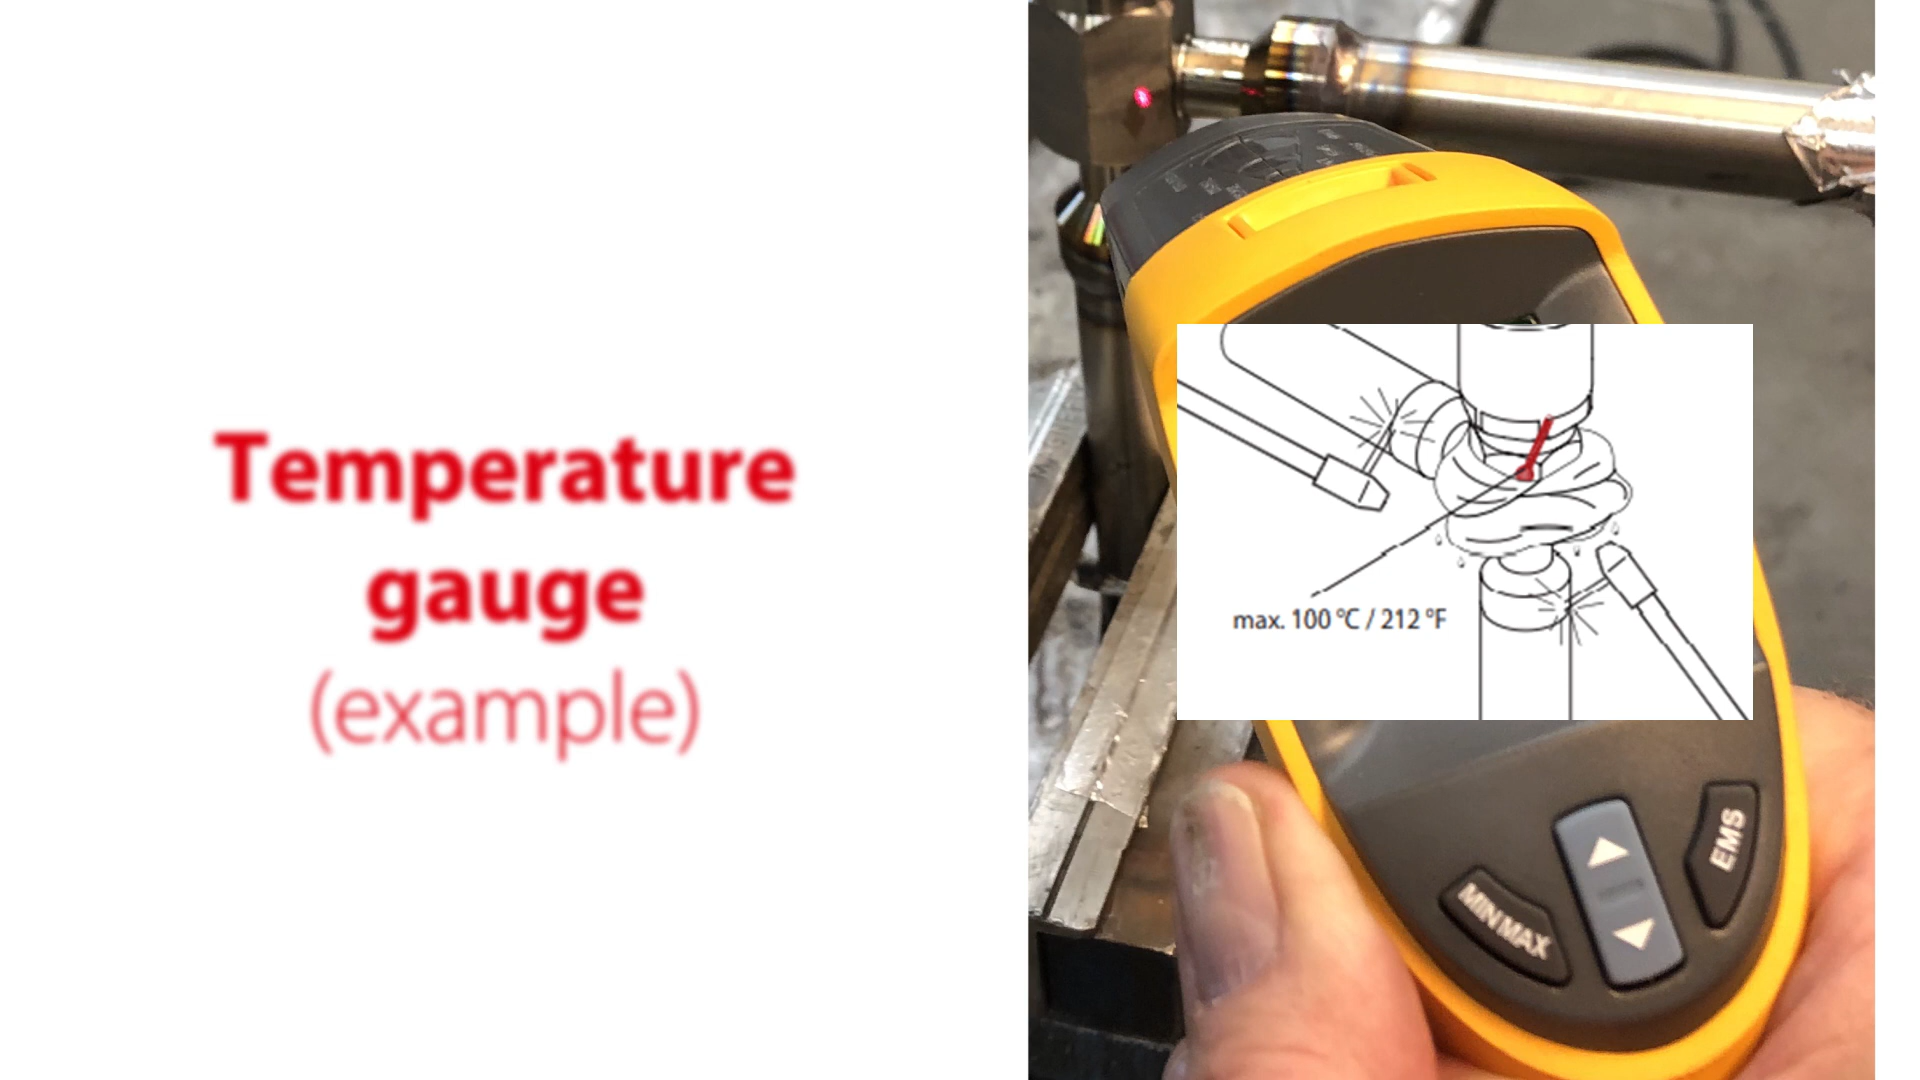 Temperature
gauge
(example)
max. 100 °C / 212 °F
MIN MAX
EMS